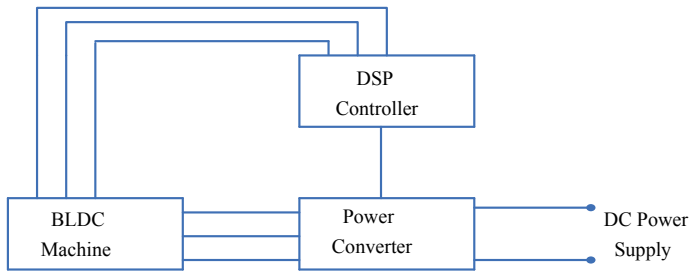 DSP
Controller
BLDC
Machine
Power
Converter
DC Power
Supply